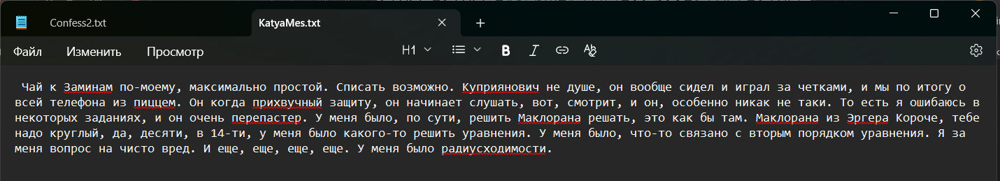 Confess2.txt
KatyaMes.txt
Файл
Изменить
Просмотр
H1
B
I
Чай к Заминам по-моему, максимально простой. Списать возможно. Куприянович не душе, он вообще сидел и играл за четками, и мы по итогу о
всей телефона из пиццем. Он когда прихвучный защиту, он начинает слушать, вот, смотрит, и он, особенно никак не таки. То есть я ошибаюсь в
некоторых заданиях, и он очень перепастер. У меня было, по сути, решить Маклорана решать, это как бы там. Маклорана из Эргера Короче, тебе
надо круглый, да, десяти, в 14-ти, у меня было какого-то решить уравнения. У меня было, что-то связано с вторым порядком уравнения. Я за
меня вопрос на чисто вред. И еще, еще, еще, еще. У меня было радиусходимости.